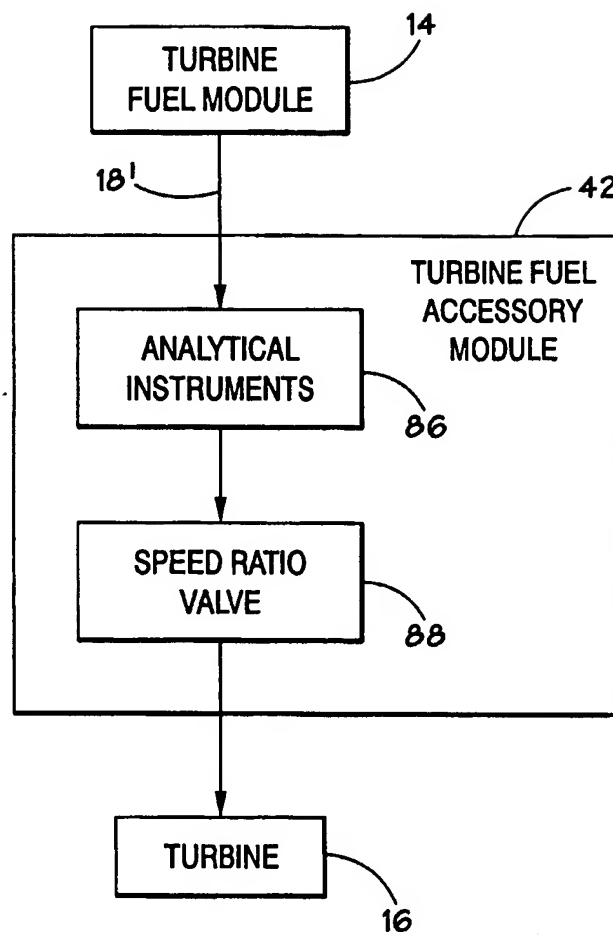 14
TURBINE
FUEL MODULE
18'
42
TURBINE FUEL
ACCESSORY
MODULE
ANALYTICAL
INSTRUMENTS
86
SPEED RATIO
VALVE
88
TURBINE
16